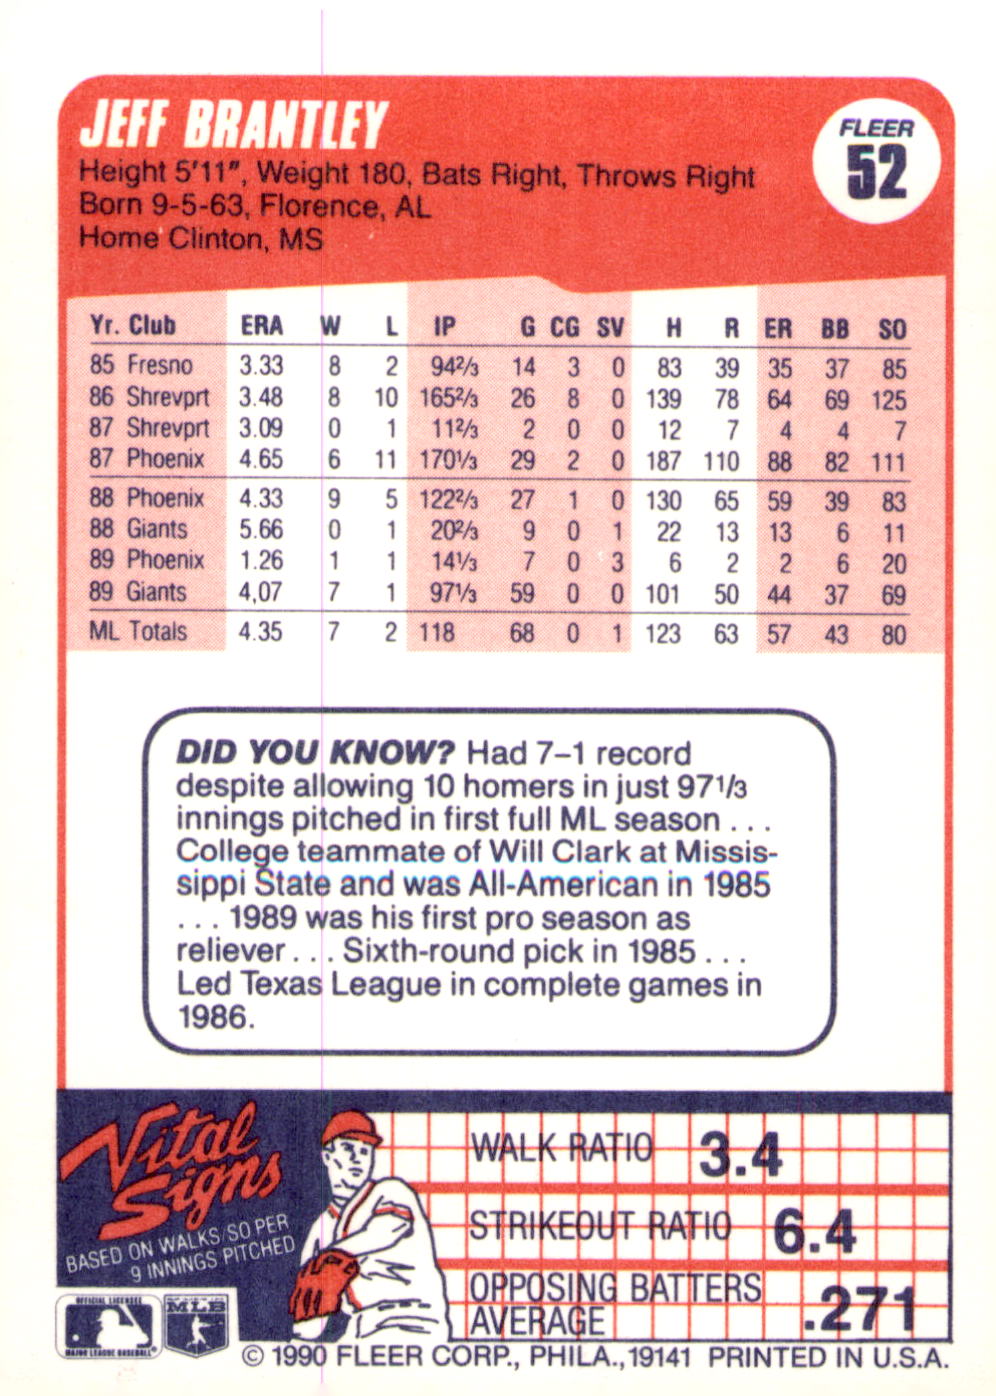 JEFF BRANTLEY
FLEER
52
Height 5'11", Weight 180, Bats Right, Throws Right
Born 9-5-63, Florence, AL
Home Clinton, MS
Yr. Club ERA W L IP G CG SV H R ER BB SO
85 Fresno 3.33 8 2 942/3 14 3 0 83 39 35 37 85
86 Shrevprt 3.48 8 10 1652/3 26 8 0 139 78 64 69 125
87 Shrevprt 3.09 0 1 112/3 2 0 0 12 7 4 4 7
87 Phoenix 4.65 6 11 1701/3 29 2 0 187 110 88 82 111
88 Phoenix 4.33 9 5 1222/3 27 1 0 130 65 59 39 83
88 Giants 5.66 0 1 202/3 9 0 1 22 13 13 6 11
89 Phoenix 1.26 1 1 141/3 7 0 3 6 2 2 6 20
89 Giants 4,07 7 1 971/3 59 0 0 101 50 44 37 69
ML Totals 4.35 7 2 118 68 0 1 123 63 57 43 80
DID YOU KNOW? Had 7–1 record
despite allowing 10 homers in just 971/3
innings pitched in first full ML season . . .
College teammate of Will Clark at Missis-
sippi State and was All-American in 1985
. . . 1989 was his first pro season as
reliever . . . Sixth-round pick in 1985 . . .
Led Texas League in complete games in
1986.
Vital
Signs
BASED ON WALKS/SO PER
9 INNINGS PITCHED
WALK RATIO 3.4
STRIKEOUT RATIO 6.4
OPPOSING BATTERS
AVERAGE .271
OFFICIAL LICENSEE
MAJOR LEAGUE BASEBALL
MLB
© 1990 FLEER CORP., PHILA., 19141 PRINTED IN U.S.A.